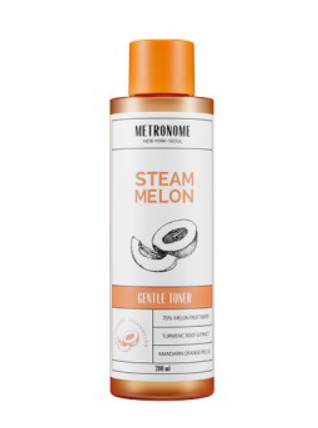 METRONOME
NEW YORK·SEOUL
STEAM
MELON
GENTLE TONER
70% MELON FRUIT WATER
TURMERIC ROOT EXTRACT
MANDARIN ORANGE PEEL OIL
200 ml